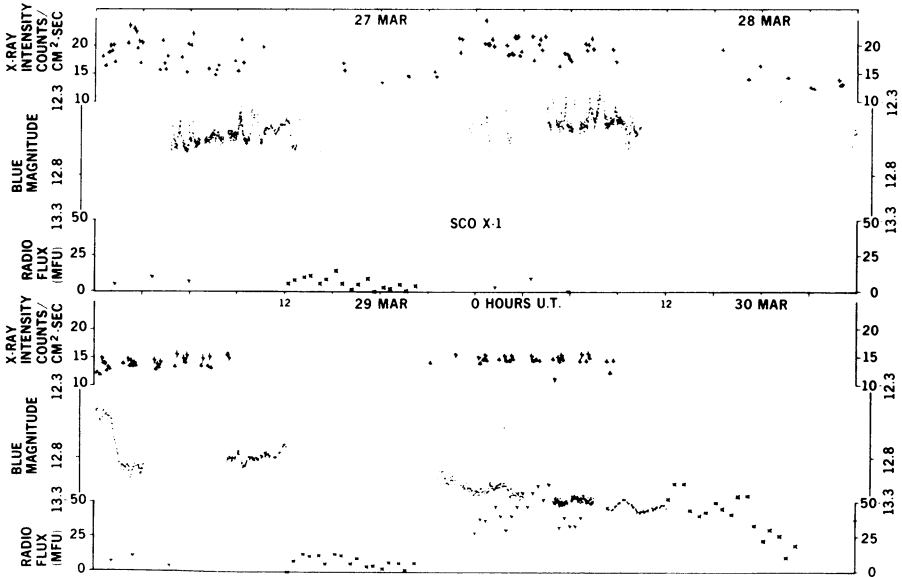 27 MAR
28 MAR
X-RAY
INTENSITY
COUNTS/
CM²·SEC
20
15
10
20
15
10
BLUE
MAGNITUDE
12.3
12.8
13.3
12.3
12.8
13.3
SCO X-1
RADIO
FLUX
(MFU)
50
25
0
50
25
0
12
29 MAR
0 HOURS U.T.
12
30 MAR
X-RAY
INTENSITY
COUNTS/
CM²·SEC
20
15
10
20
15
10
BLUE
MAGNITUDE
12.3
12.8
13.3
12.3
12.8
13.3
RADIO
FLUX
(MFU)
50
25
0
50
25
0